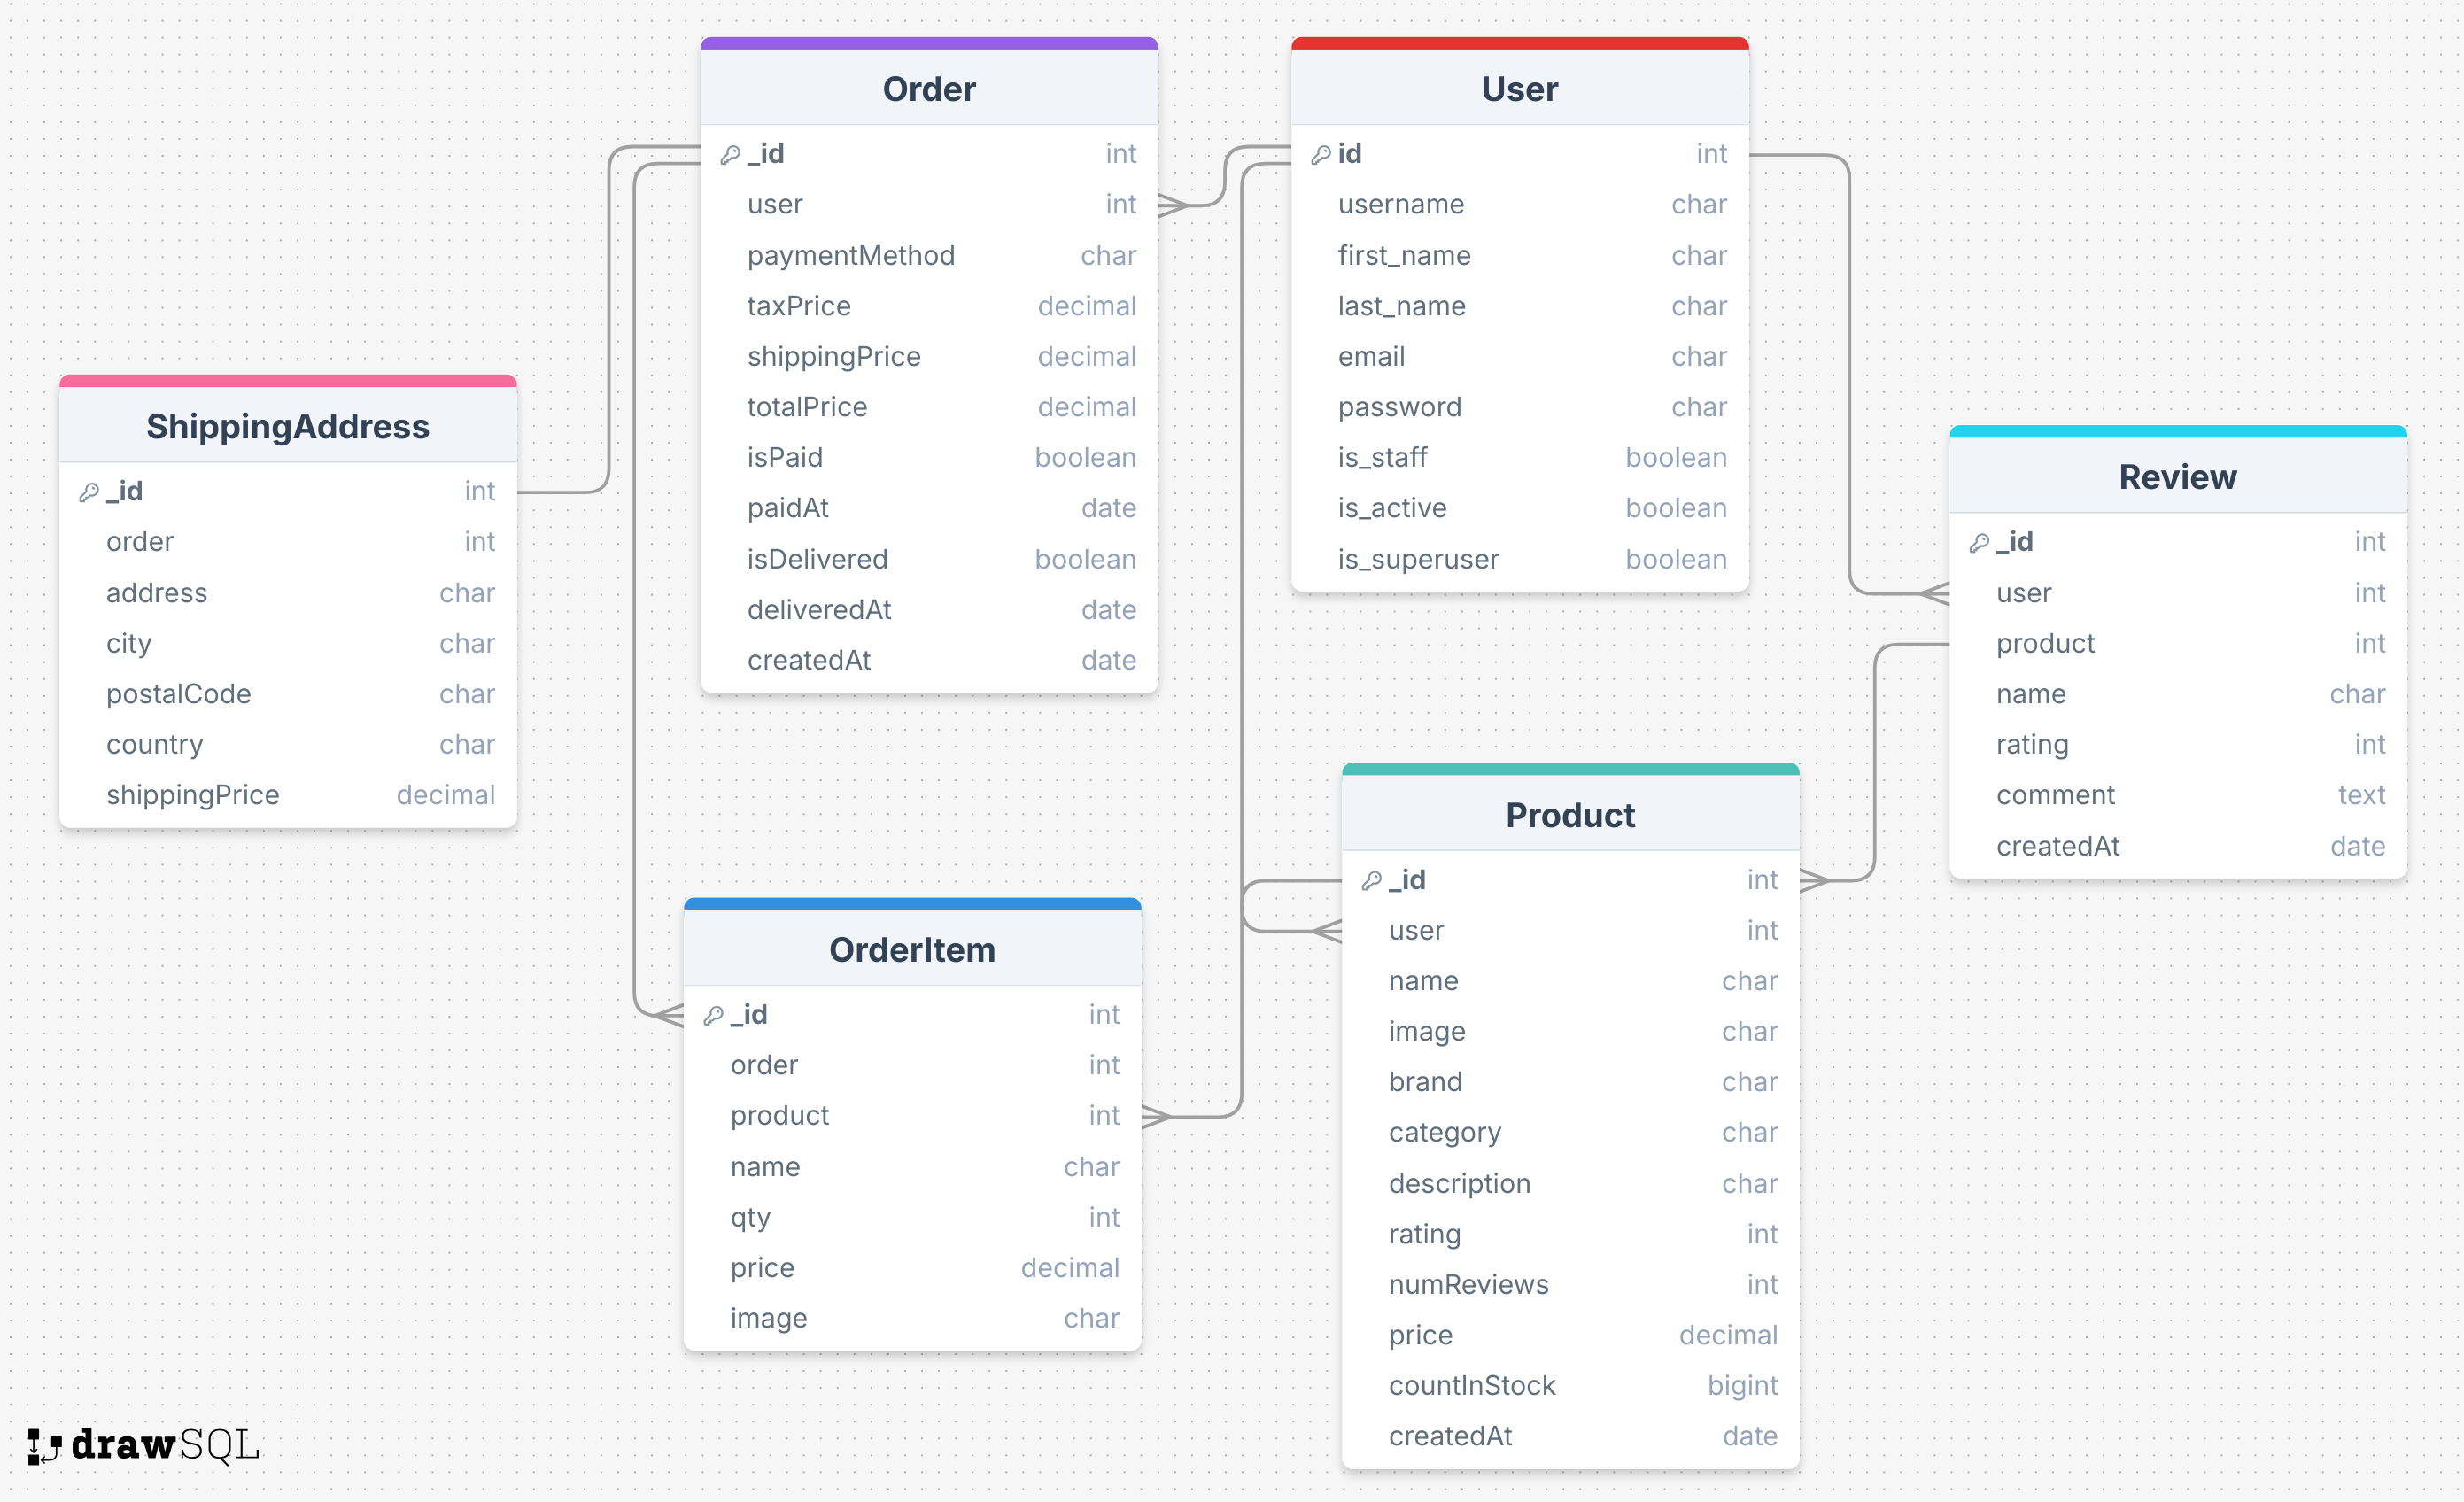 Order
_id int
user int
paymentMethod char
taxPrice decimal
shippingPrice decimal
totalPrice decimal
isPaid boolean
paidAt date
isDelivered boolean
deliveredAt date
createdAt date
User
id int
username char
first_name char
last_name char
email char
password char
is_staff boolean
is_active boolean
is_superuser boolean
ShippingAddress
_id int
order int
address char
city char
postalCode char
country char
shippingPrice decimal
Review
_id int
user int
product int
name char
rating int
comment text
createdAt date
OrderItem
_id int
order int
product int
name char
qty int
price decimal
image char
Product
_id int
user int
name char
image char
brand char
category char
description char
rating int
numReviews int
price decimal
countInStock bigint
createdAt date
drawSQL